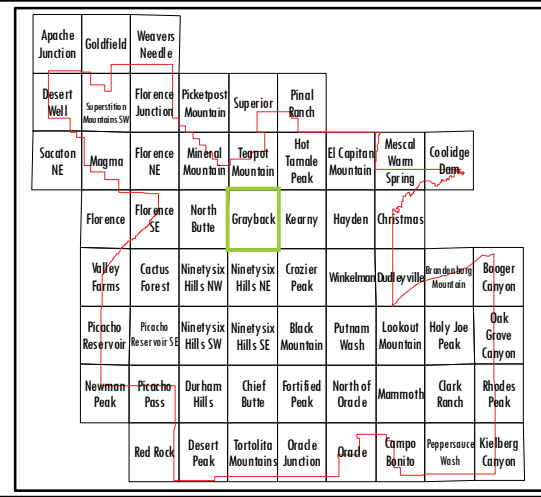 Apache
Junction
Goldfield
Weavers
Needle
Desert
Well
Superstition
Mountains SW
Florence
Junction
Picketpost
Mountain
Superior
Pinal
Ranch
Sacaton
NE
Magma
Florence
NE
Mineral
Mountain
Teapot
Mountain
Hot
Tamale
Peak
El Capitan
Mountain
Mescal
Warm
Spring
Coolidge
Dam
Florence
Florence
SE
North
Butte
Grayback
Kearny
Hayden
Christmas
Valley
Farms
Cactus
Forest
Ninetysix
Hills NW
Ninetysix
Hills NE
Crozier
Peak
Winkelman
Dudleyville
Brandenburg
Mountain
Booger
Canyon
Picacho
Reservoir
Picacho
Reservoir SE
Ninetysix
Hills SW
Ninetysix
Hills SE
Black
Mountain
Putnam
Wash
Lookout
Mountain
Holy Joe
Peak
Oak
Grove
Canyon
Newman
Peak
Picacho
Pass
Durham
Hills
Chief
Butte
Fortified
Peak
North of
Oracle
Mammoth
Clark
Ranch
Rhodes
Peak
Red Rock
Desert
Peak
Tortolita
Mountains
Oracle
Junction
Oracle
Campo
Bonito
Peppersauce
Wash
Kielberg
Canyon